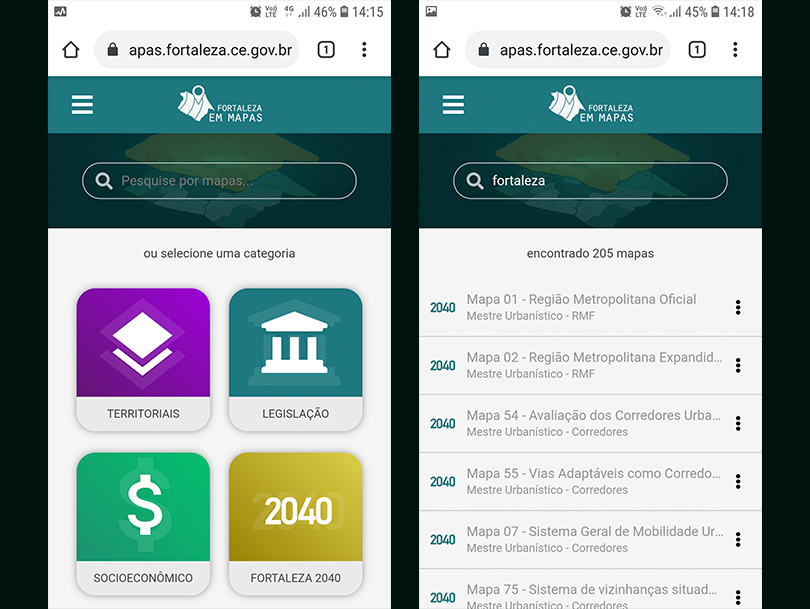 Vo)) 4G 46% 14:15
LTE
apas.fortaleza.ce.gov.br 1
FORTALEZA
EM MAPAS
Pesquise por mapas...
ou selecione uma categoria
TERRITORIAIS
LEGISLAÇÃO
2040
SOCIOECONÔMICO
FORTALEZA 2040
Vo)) 45% 14:18
LTE
apas.fortaleza.ce.gov.br 1
FORTALEZA
EM MAPAS
fortaleza
encontrado 205 mapas
2040 Mapa 01 - Região Metropolitana Oficial
Mestre Urbanístico - RMF
2040 Mapa 02 - Região Metropolitana Expandid...
Mestre Urbanístico - RMF
2040 Mapa 54 - Avaliação dos Corredores Urba...
Mestre Urbanístico - Corredores
2040 Mapa 55 - Vias Adaptáveis como Corredo...
Mestre Urbanístico - Corredores
2040 Mapa 07 - Sistema Geral de Mobilidade Ur...
Mestre Urbanístico - Corredores
2040 Mapa 75 - Sistema de vizinhanças situad...